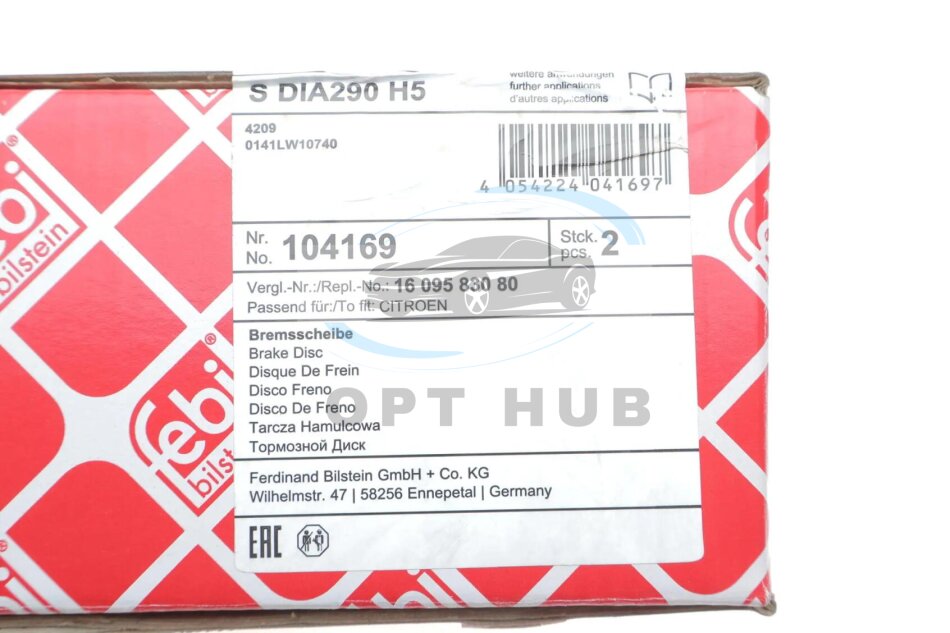 S DIA290 H5
weitere anwendungen
further applications
d'autres applications
4209
0141LW10740
4 054224 041697
Nr.
No. 104169
Stck.
pcs. 2
Vergl.-Nr.:/Repl.-No.: 16 095 830 80
Passend für:/To fit: CITROEN
Bremsscheibe
Brake Disc
Disque De Frein
Disco Freno
Disco De Freno
Tarcza Hamulcowa
Тормозной Диск
OPT HUB
Ferdinand Bilstein GmbH + Co. KG
Wilhelmstr. 47 | 58256 Ennepetal | Germany
EAC
febi®
bilstein
bilstein